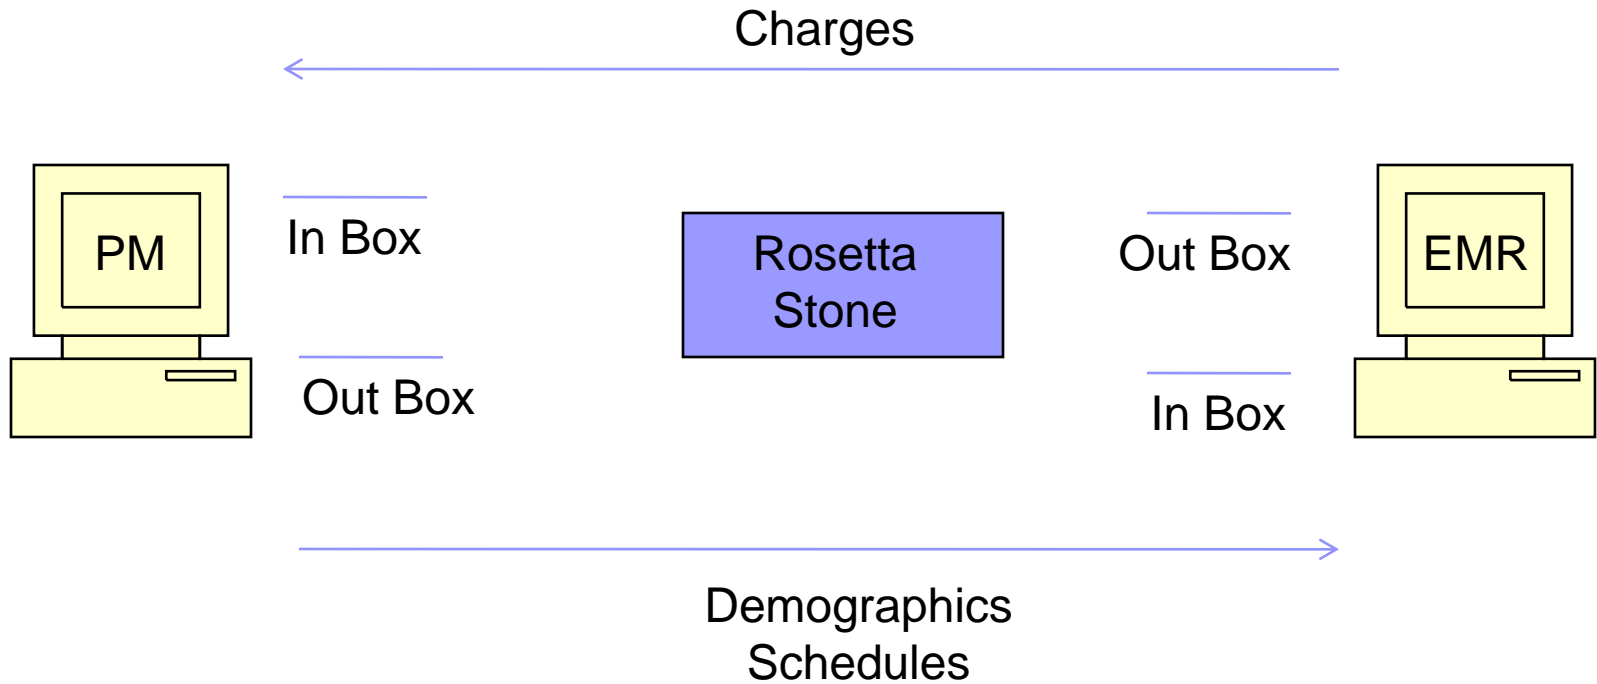 Charges
PM
In Box
Out Box
Rosetta
Stone
Out Box
In Box
EMR
Demographics
Schedules